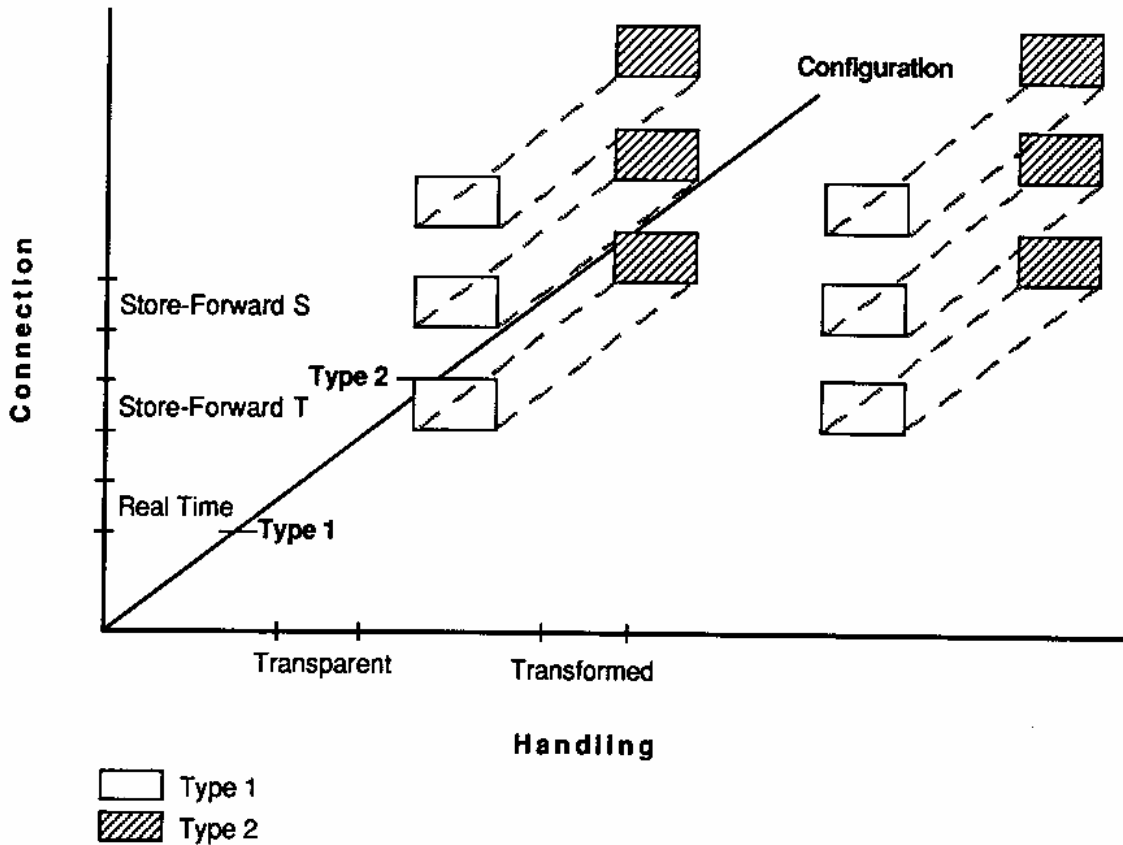 Configuration
Connection
Store-Forward S
Type 2
Store-Forward T
Real Time
Type 1
Transparent
Transformed
Handling
Type 1
Type 2